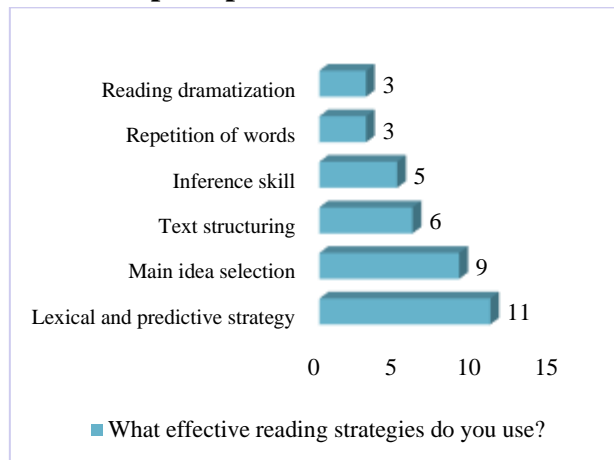 Reading dramatization 3
Repetition of words 3
Inference skill 5
Text structuring 6
Main idea selection 9
Lexical and predictive strategy 11
0 5 10 15
What effective reading strategies do you use?